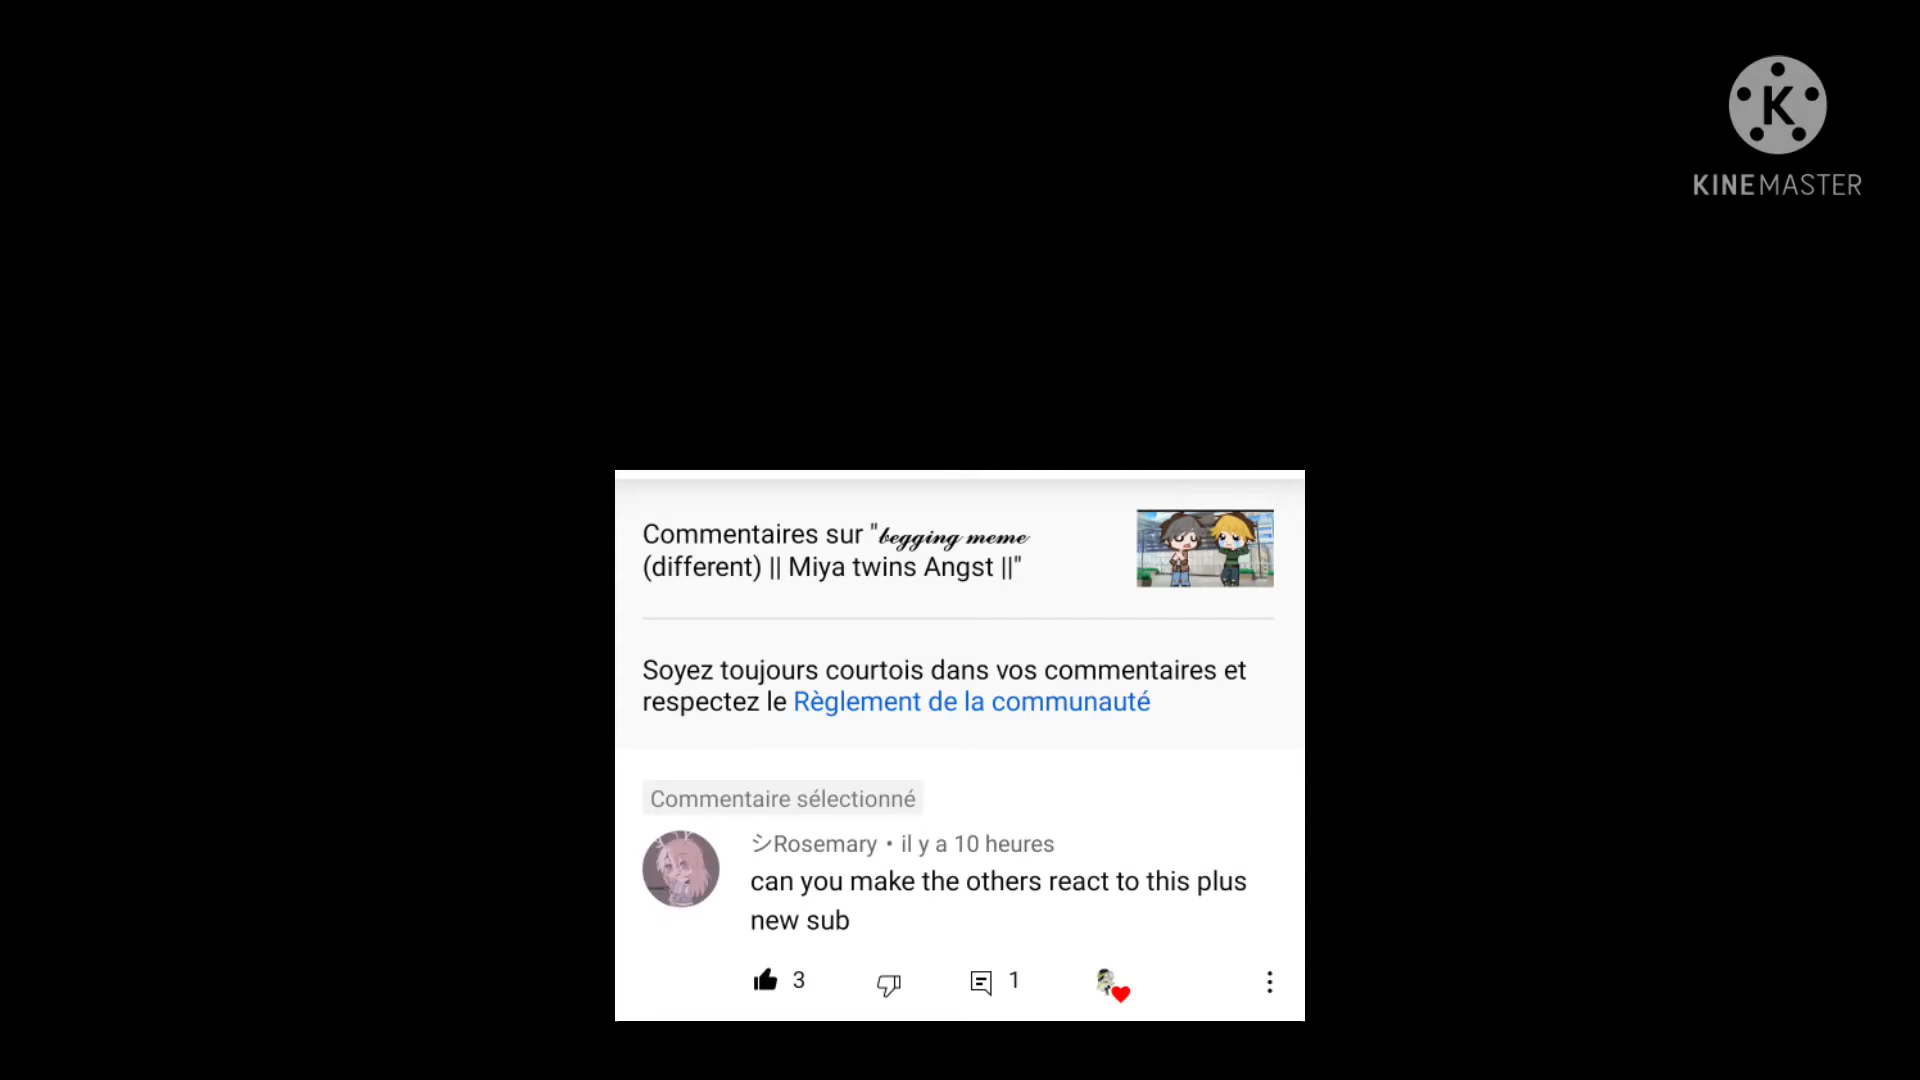 K
KINEMASTER
Commentaires sur "𝓫𝓮𝓰𝓰𝓲𝓷𝓰 𝓶𝓮𝓶𝓮
(different) || Miya twins Angst ||"
Soyez toujours courtois dans vos commentaires et
respectez le Règlement de la communauté
Commentaire sélectionné
シRosemary • il y a 10 heures
can you make the others react to this plus
new sub
3 1